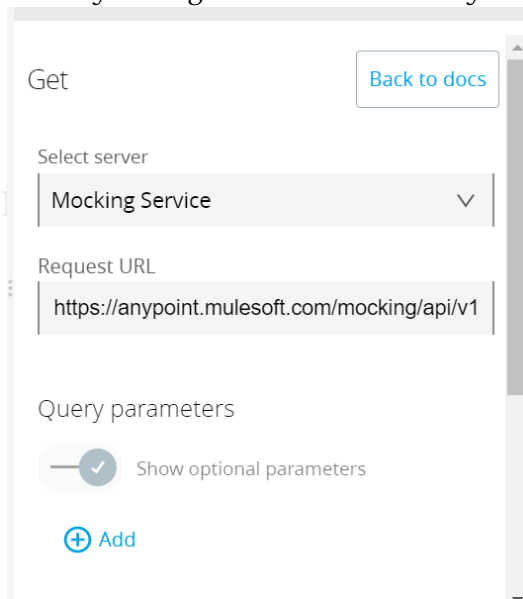 Get
Back to docs
Select server
Mocking Service
Request URL
https://anypoint.mulesoft.com/mocking/api/v1
Query parameters
Show optional parameters
Add